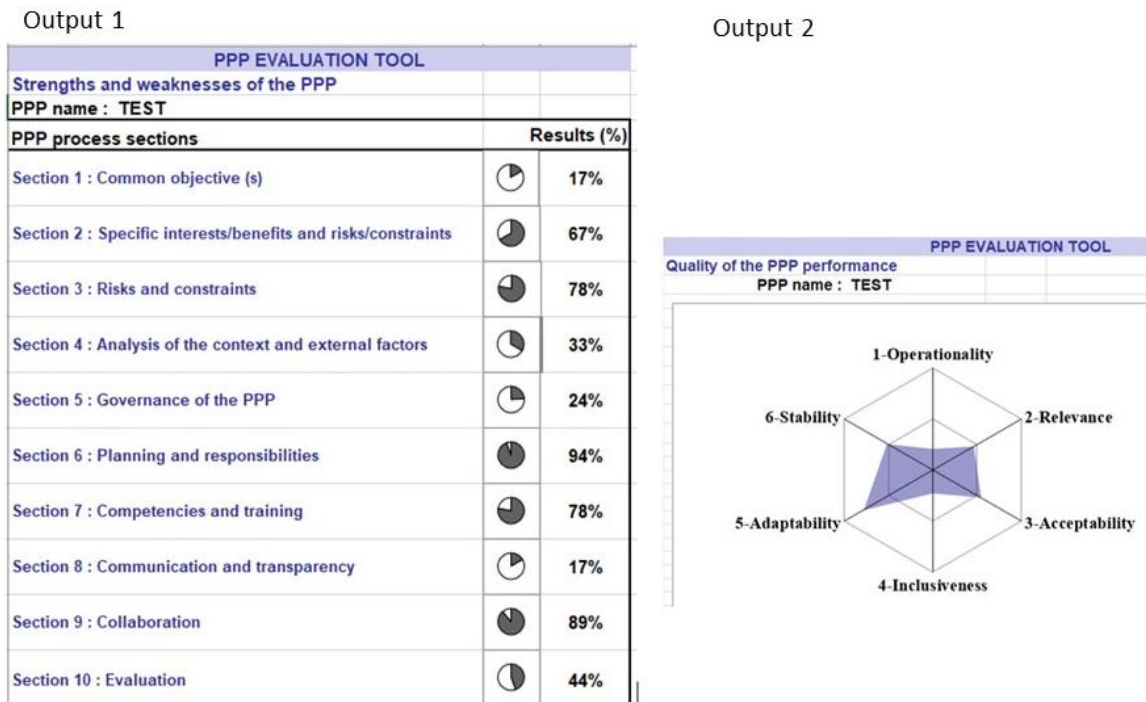 Output 1
PPP EVALUATION TOOL
Strengths and weaknesses of the PPP
PPP name : TEST
PPP process sections Results (%)
Section 1 : Common objective (s) 17%
Section 2 : Specific interests/benefits and risks/constraints 67%
Section 3 : Risks and constraints 78%
Section 4 : Analysis of the context and external factors 33%
Section 5 : Governance of the PPP 24%
Section 6 : Planning and responsibilities 94%
Section 7 : Competencies and training 78%
Section 8 : Communication and transparency 17%
Section 9 : Collaboration 89%
Section 10 : Evaluation 44%
Output 2
PPP EVALUATION TOOL
Quality of the PPP performance
PPP name : TEST
1-Operationality
6-Stability 2-Relevance
5-Adaptability 3-Acceptability
4-Inclusiveness